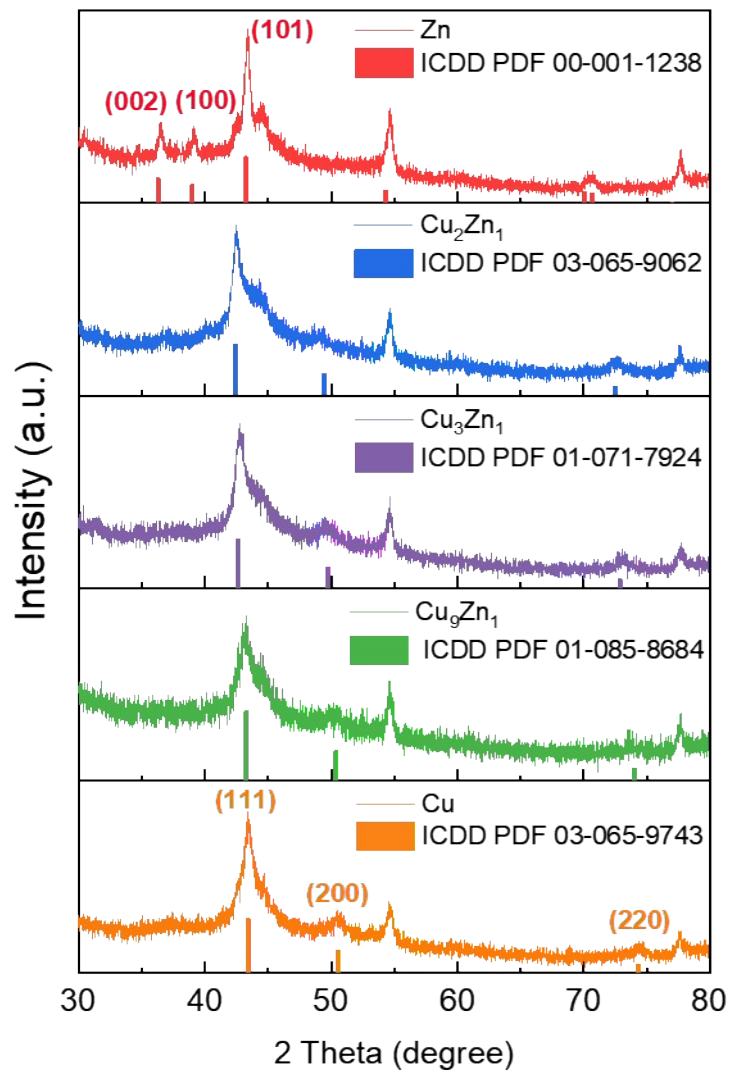 Intensity (a.u.)
Zn
ICDD PDF 00-001-1238
(101)
(002)
(100)
Cu₂Zn₁
ICDD PDF 03-065-9062
Cu₃Zn₁
ICDD PDF 01-071-7924
Cu₉Zn₁
ICDD PDF 01-085-8684
Cu
ICDD PDF 03-065-9743
(111)
(200)
(220)
30 40 50 60 70 80
2 Theta (degree)